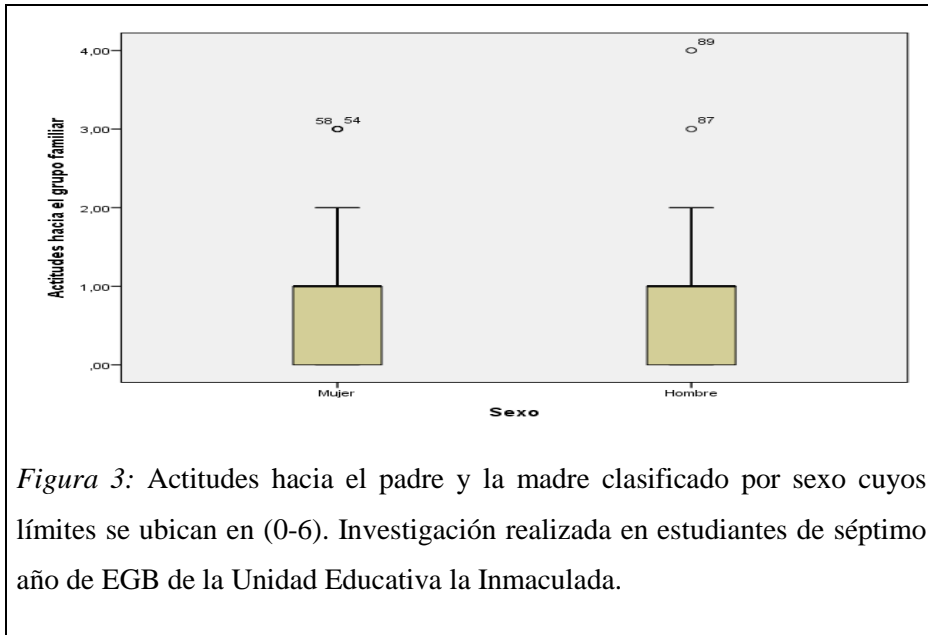 4,00
89
3,00
58 54
87
2,00
1,00
,00
Actitudes hacia el grupo familiar
Mujer
Hombre
Sexo
Figura 3: Actitudes hacia el padre y la madre clasificado por sexo cuyos
límites se ubican en (0-6). Investigación realizada en estudiantes de séptimo
año de EGB de la Unidad Educativa la Inmaculada.